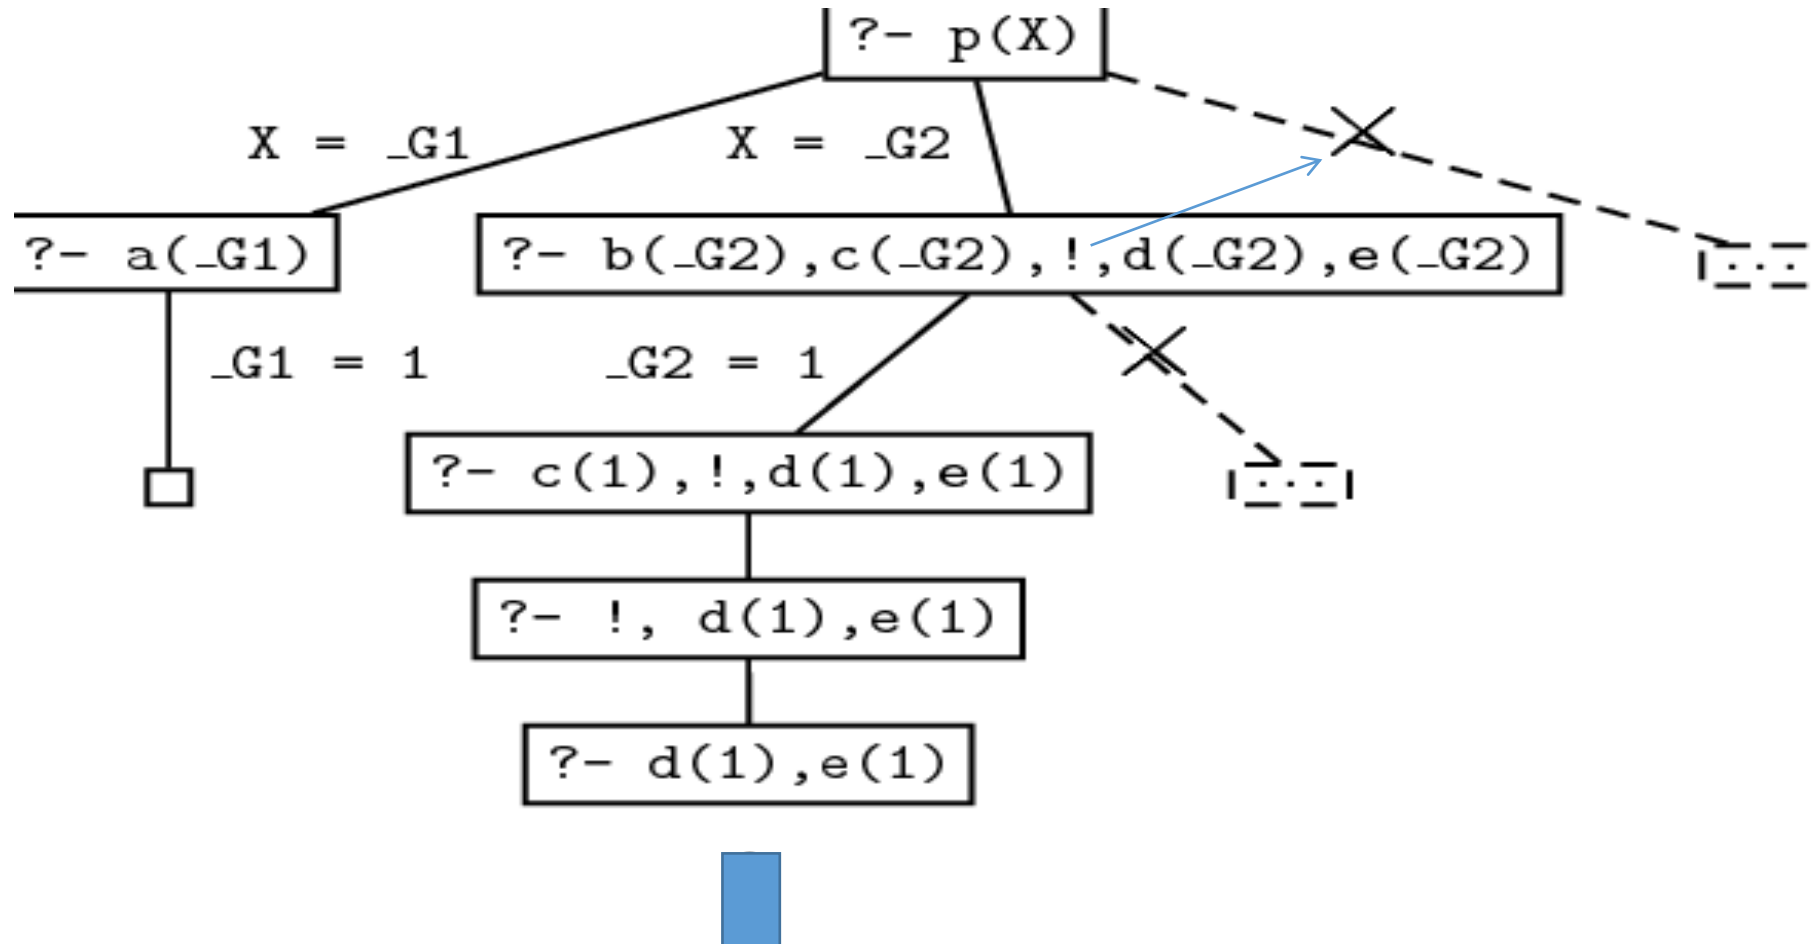 ?- p(X)
X = _G1
X = _G2
?- a(_G1)
?- b(_G2),c(_G2),!,d(_G2),e(_G2)
...
_G1 = 1
_G2 = 1
?- c(1),!,d(1),e(1)
...
?- !, d(1),e(1)
?- d(1),e(1)